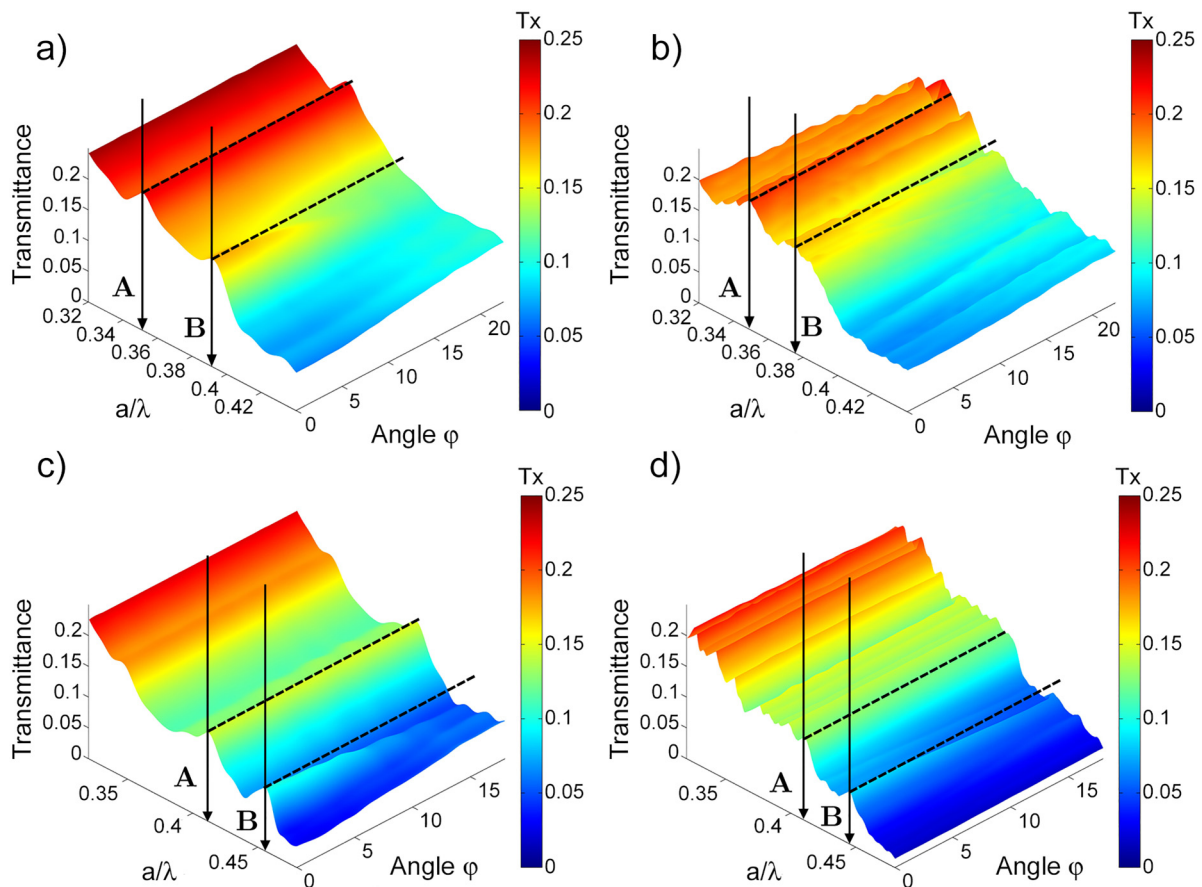 a)
Tx
0.25
0.2
0.15
0.1
0.05
0
Transmittance
0.2
0.15
0.1
0.05
0
A
B
0.32
0.34
0.36
0.38
0.4
0.42
a/λ
0
5
10
15
20
Angle φ
b)
Tx
0.25
0.2
0.15
0.1
0.05
0
Transmittance
0.2
0.15
0.1
0.05
0
A
B
0.32
0.34
0.36
0.38
0.4
0.42
a/λ
0
5
10
15
20
Angle φ
c)
Tx
0.25
0.2
0.15
0.1
0.05
0
Transmittance
0.2
0.15
0.1
0.05
0
A
B
0.35
0.4
0.45
a/λ
0
5
10
15
Angle φ
d)
Tx
0.25
0.2
0.15
0.1
0.05
0
Transmittance
0.2
0.15
0.1
0.05
0
A
B
0.35
0.4
0.45
a/λ
0
5
10
15
Angle φ